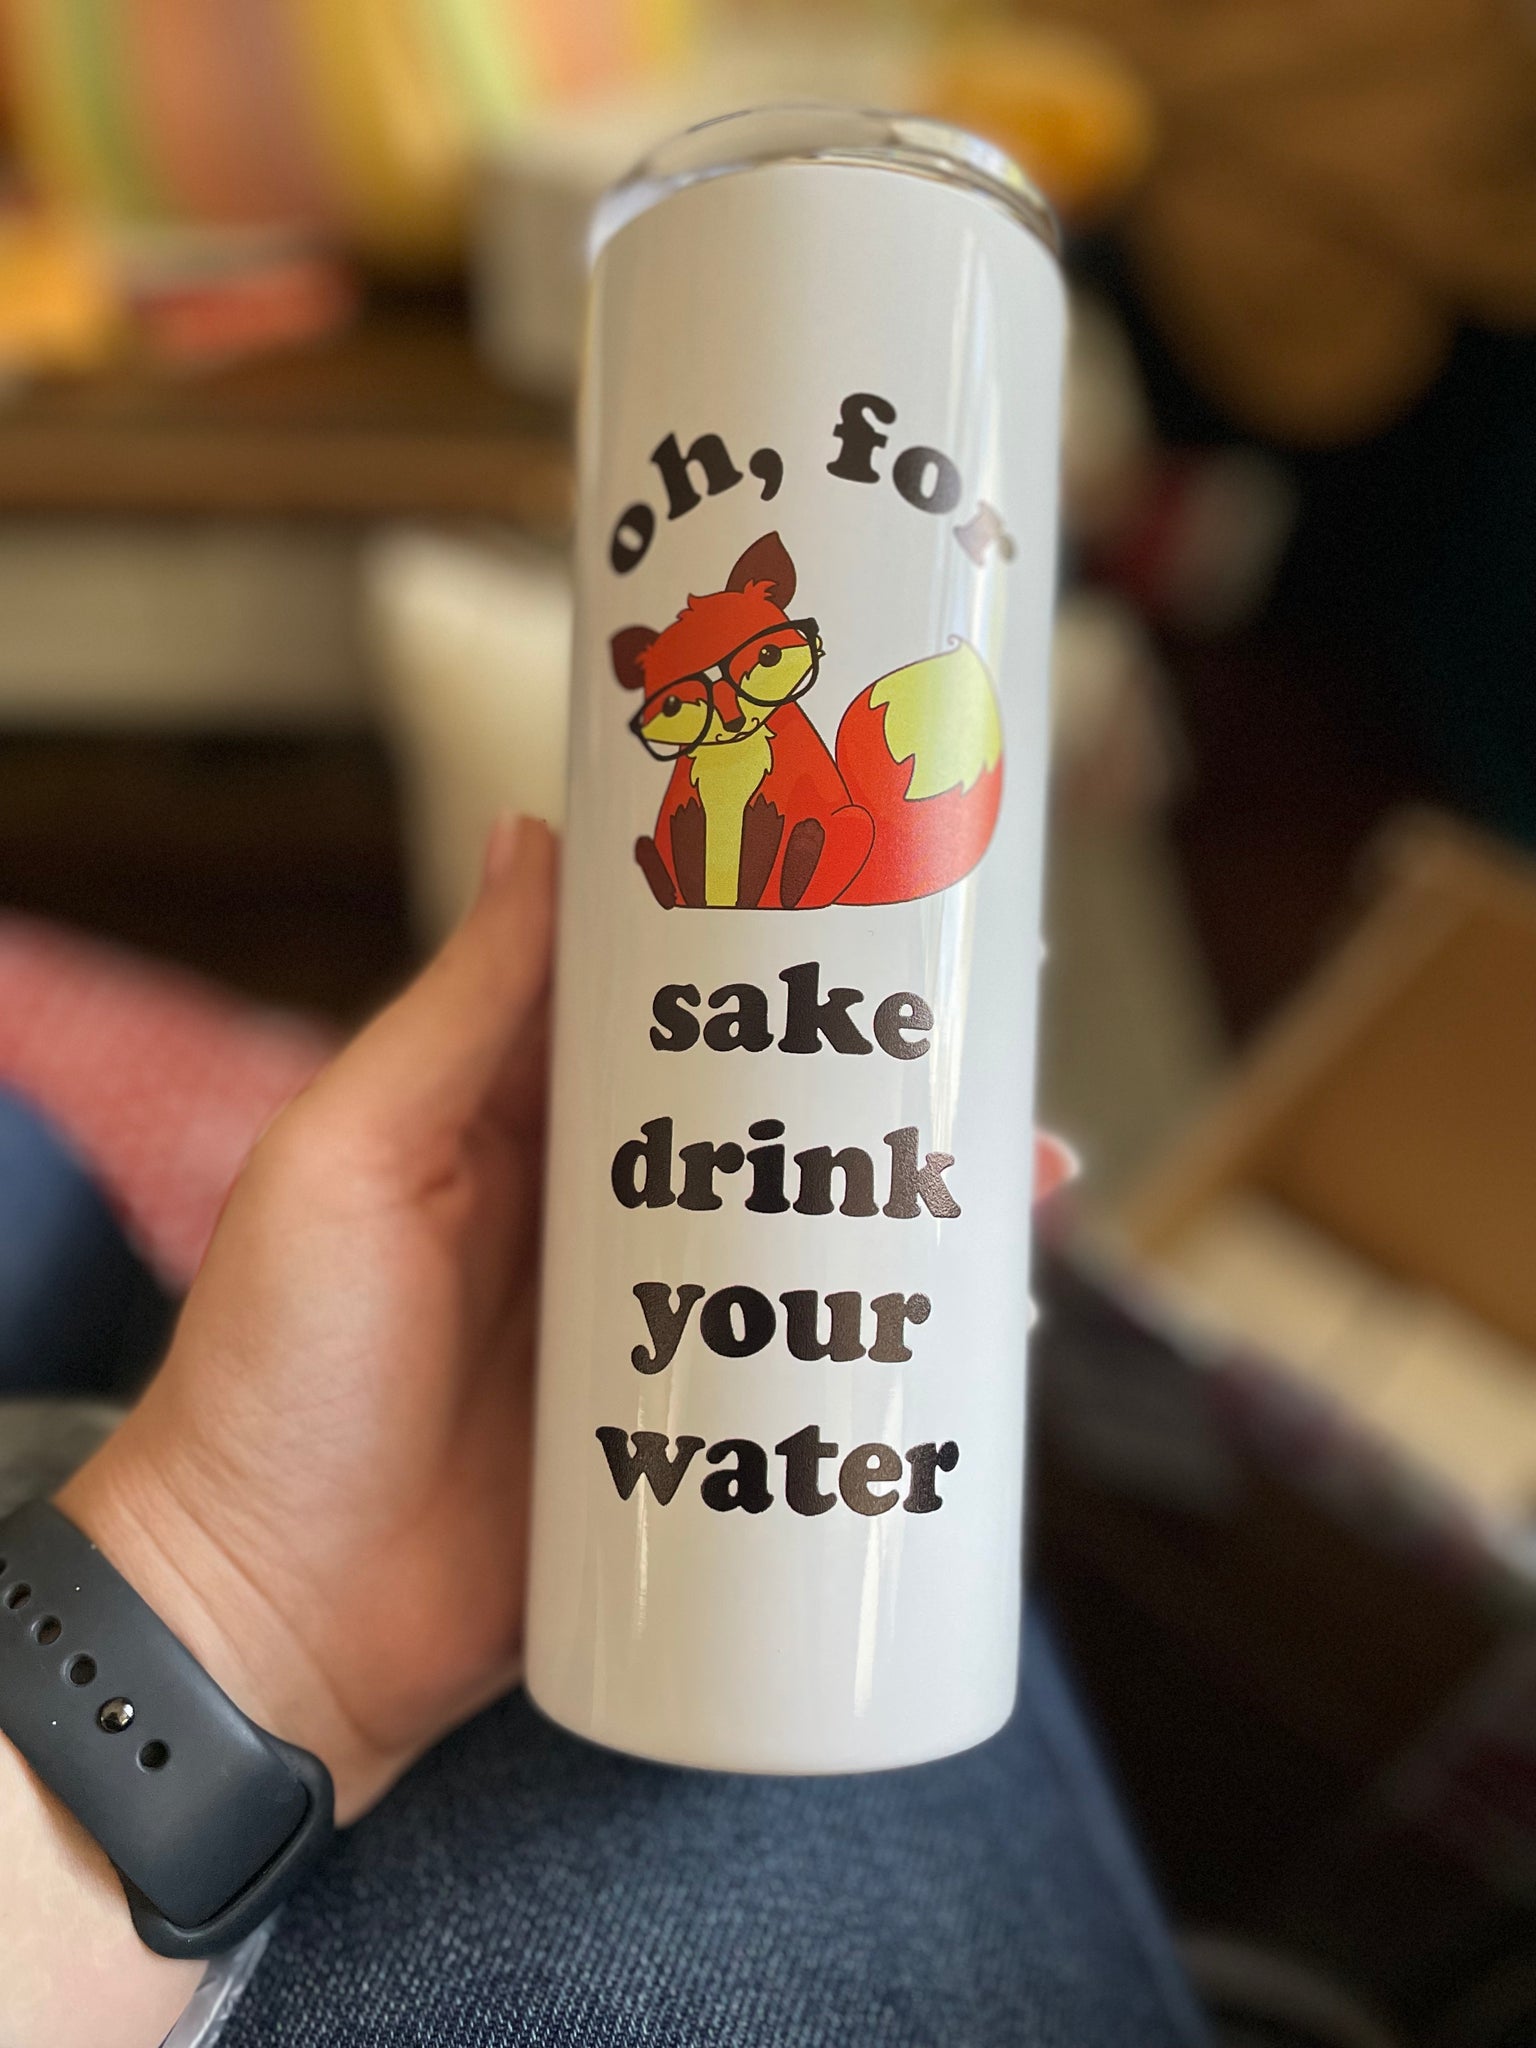 oh, for
sake
drink
your
water